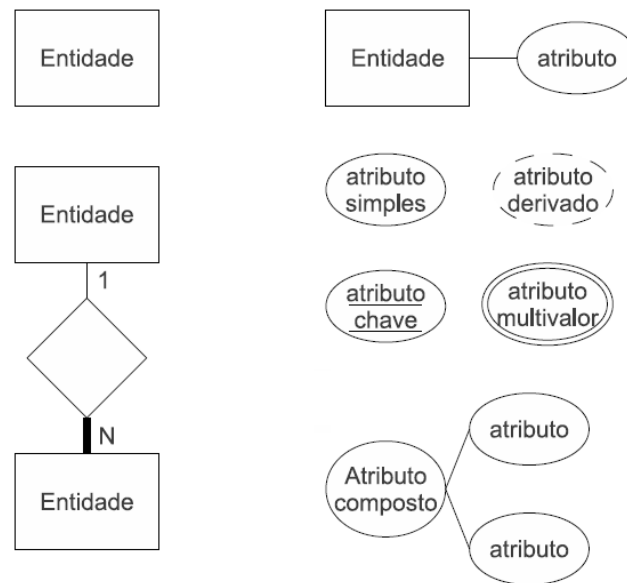 Entidade
Entidade
atributo
Entidade
1
N
Entidade
atributo
simples
atributo
derivado
atributo
chave
atributo
multivalor
Atributo
composto
atributo
atributo